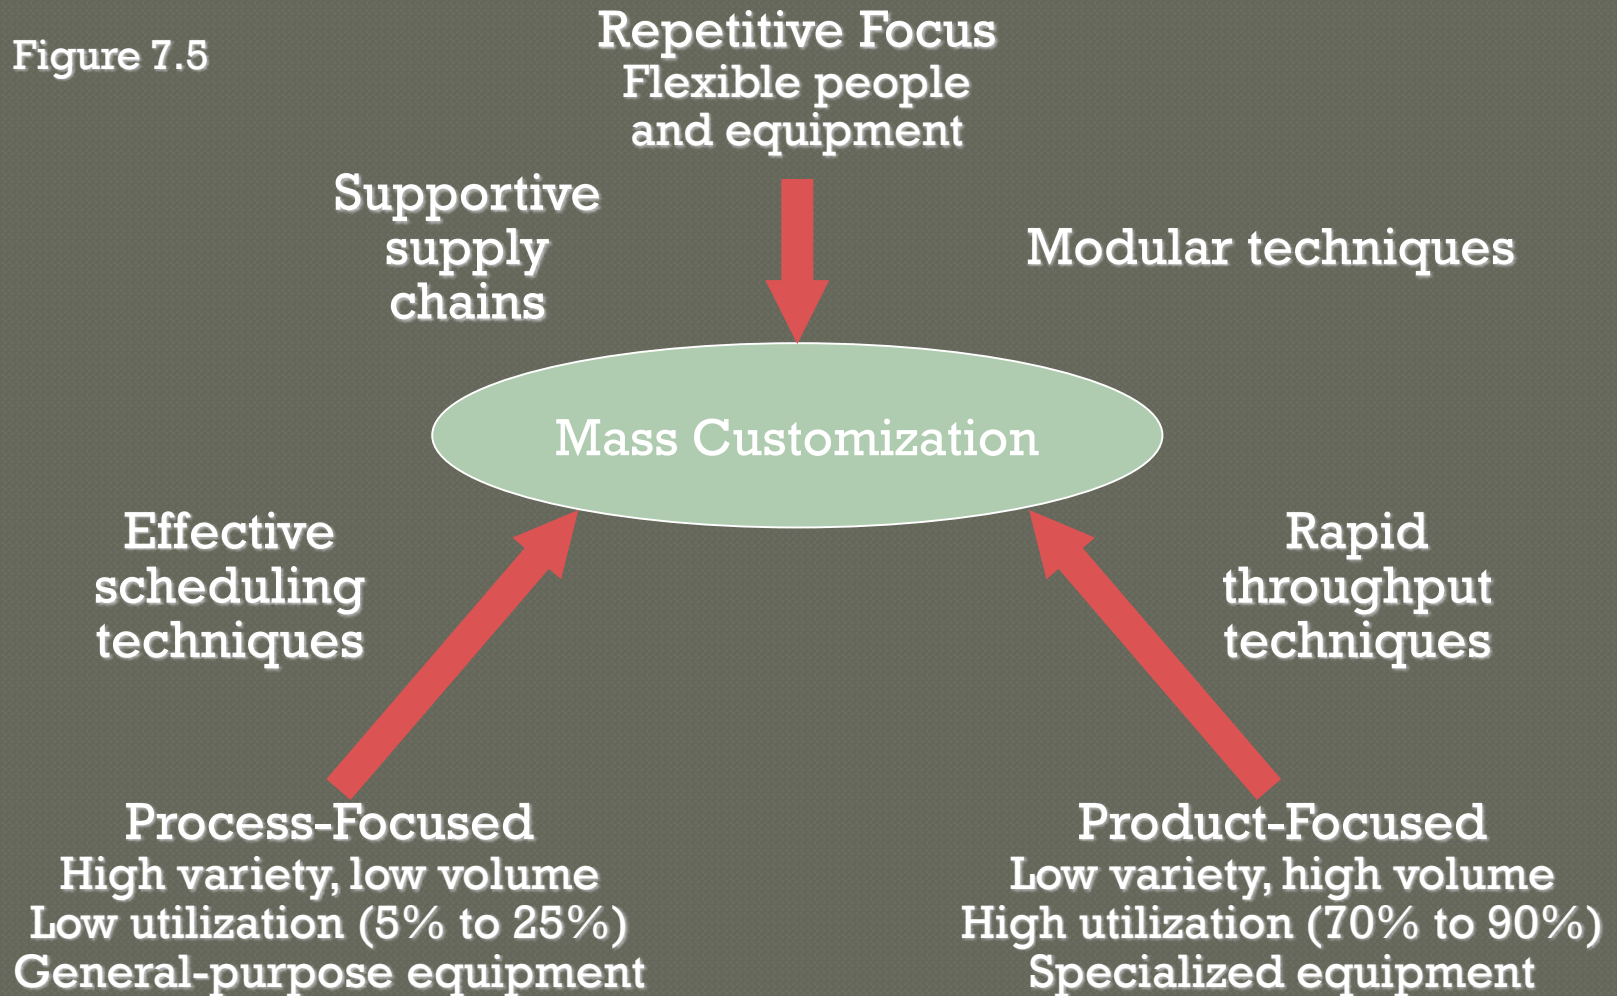 Figure 7.5
Repetitive Focus
Flexible people
and equipment
Supportive
supply
chains
Modular techniques
Mass Customization
Effective
scheduling
techniques
Rapid
throughput
techniques
Process-Focused
High variety, low volume
Low utilization (5% to 25%)
General-purpose equipment
Product-Focused
Low variety, high volume
High utilization (70% to 90%)
Specialized equipment